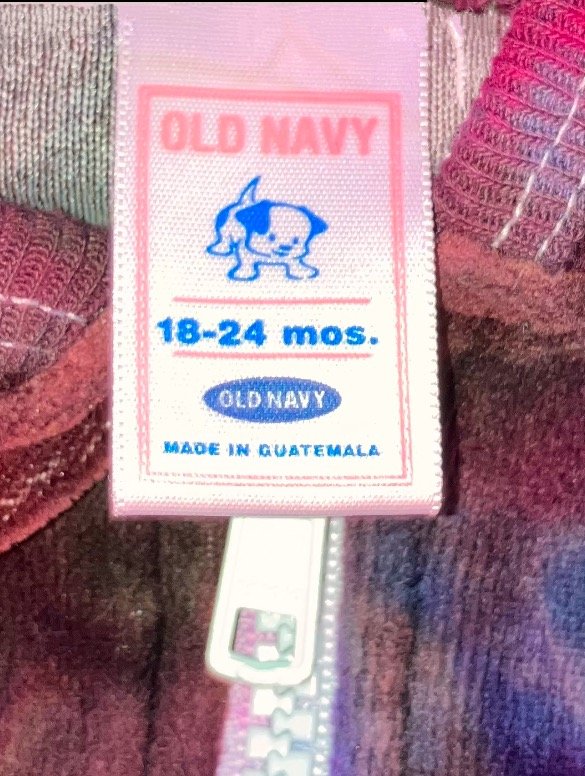 OLD NAVY
18-24 mos.
OLD NAVY
MADE IN GUATEMALA